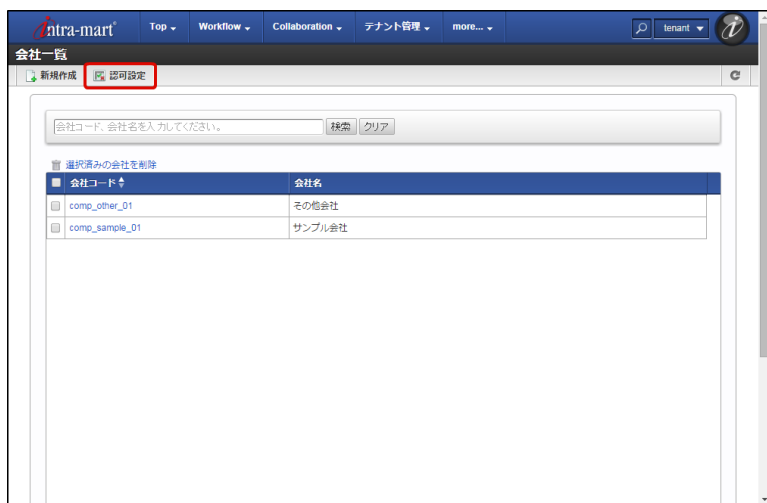 intra-mart® Top Workflow Collaboration テナント管理 more... tenant
会社一覧
新規作成 認可設定
会社コード、会社名を入力してください。 検索 クリア
選択済みの会社を削除
会社コード 会社名
comp_other_01 その他会社
comp_sample_01 サンプル会社